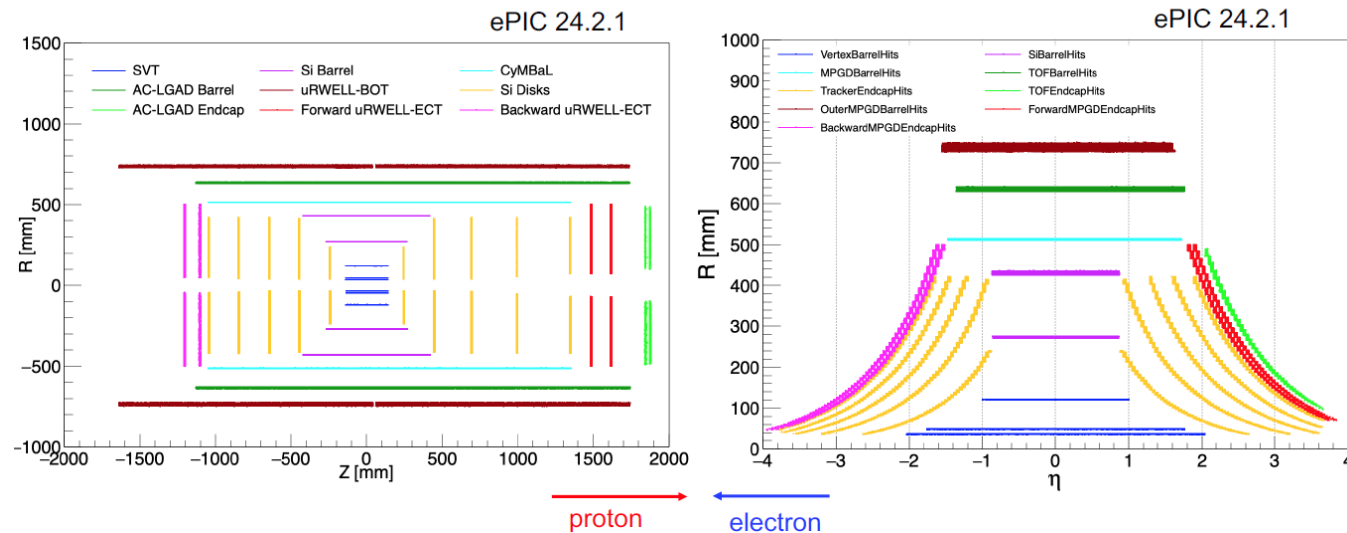 ePIC 24.2.1
1500
1000
500
0
−500
−1000
R [mm]
SVT
Si Barrel
CyMBaL
AC-LGAD Barrel
uRWELL-BOT
Si Disks
AC-LGAD Endcap
Forward uRWELL-ECT
Backward uRWELL-ECT
−2000 −1500 −1000 −500 0 500 1000 1500 2000
Z [mm]
ePIC 24.2.1
1000
900
800
700
600
500
400
300
200
100
0
R [mm]
VertexBarrelHits
SiBarrelHits
MPGDBarrelHits
TOFBarrelHits
TrackerEndcapHits
TOFEndcapHits
OuterMPGDBarrelHits
ForwardMPGDEndcapHits
BackwardMPGDEndcapHits
−4 −3 −2 −1 0 1 2 3 4
η
proton
electron